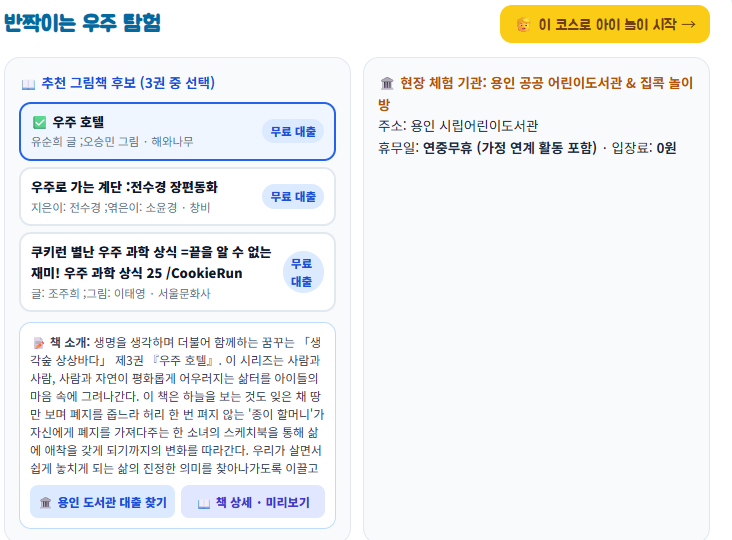 반짝이는 우주 탐험
이 코스로 아이 놀이 시작 →
추천 그림책 후보 (3권 중 선택)
우주 호텔
유순희 글 ;오승민 그림 · 해와나무
무료 대출
우주로 가는 계단 :전수경 장편동화
지은이: 전수경 ;엮은이: 소윤경 · 창비
무료 대출
쿠키런 별난 우주 과학 상식 =끝을 알 수 없는
재미! 우주 과학 상식 25 /CookieRun
글: 조주희 ;그림: 이태영 · 서울문화사
무료
대출
책 소개: 생명을 생각하며 더불어 함께하는 꿈꾸는 「생
각숲 상상바다」 제3권 『우주 호텔』. 이 시리즈는 사람과
사람, 사람과 자연이 평화롭게 어우러지는 삶터를 아이들의
마음 속에 그려나간다. 이 책은 하늘을 보는 것도 잊은 채 땅
만 보며 폐지를 줍느라 허리 한 번 펴지 않는 '종이 할머니'가
자신에게 폐지를 가져다주는 한 소녀의 스케치북을 통해 삶
에 애착을 갖게 되기까지의 변화를 따라간다. 우리가 살면서
쉽게 놓치게 되는 삶의 진정한 의미를 찾아나가도록 이끌고
용인 도서관 대출 찾기
책 상세 · 미리보기
현장 체험 기관: 용인 공공 어린이도서관 & 집콕 놀이
방
주소: 용인 시립어린이도서관
휴무일: 연중무휴 (가정 연계 활동 포함) · 입장료: 0원